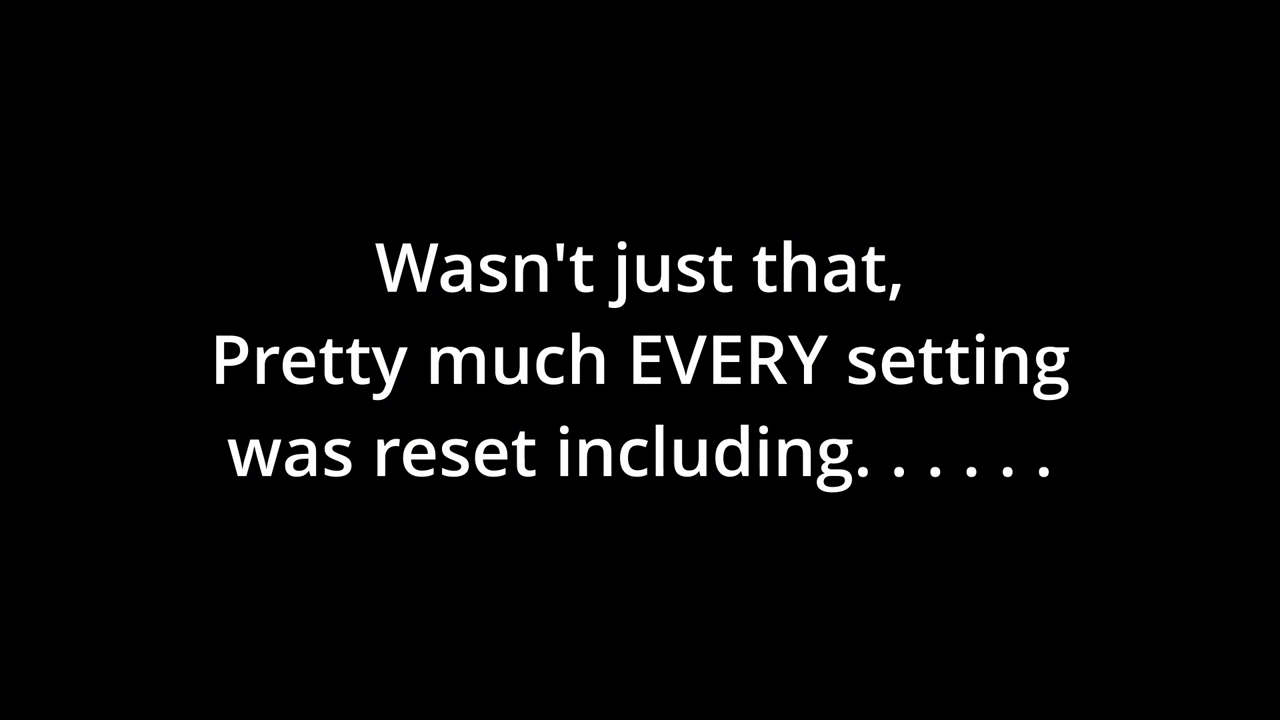 Wasn't just that,
Pretty much EVERY setting
was reset including. . . . . .